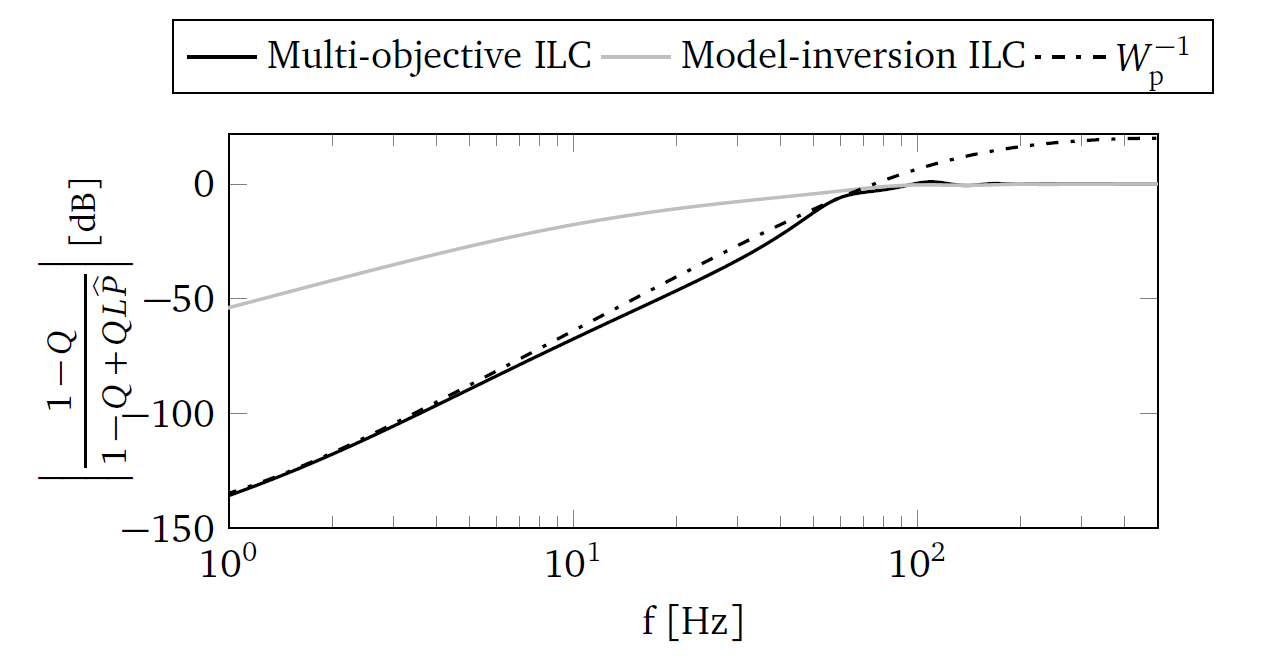 Multi-objective ILC Model-inversion ILC W_p^{-1}
|1−Q / 1−Q+QLP̂| [dB]
0
−50
−100
−150
10^0 10^1 10^2
f [Hz]